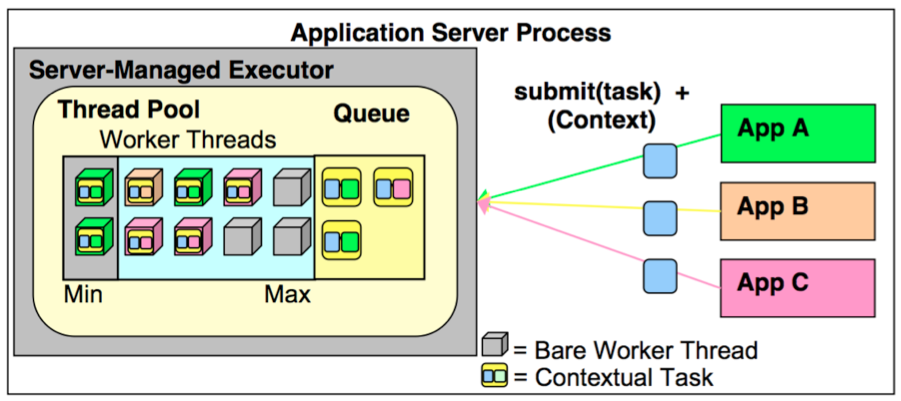 Application Server Process
Server-Managed Executor
Thread Pool
Queue
Worker Threads
Min
Max
submit(task) +
(Context)
App A
App B
App C
= Bare Worker Thread
= Contextual Task